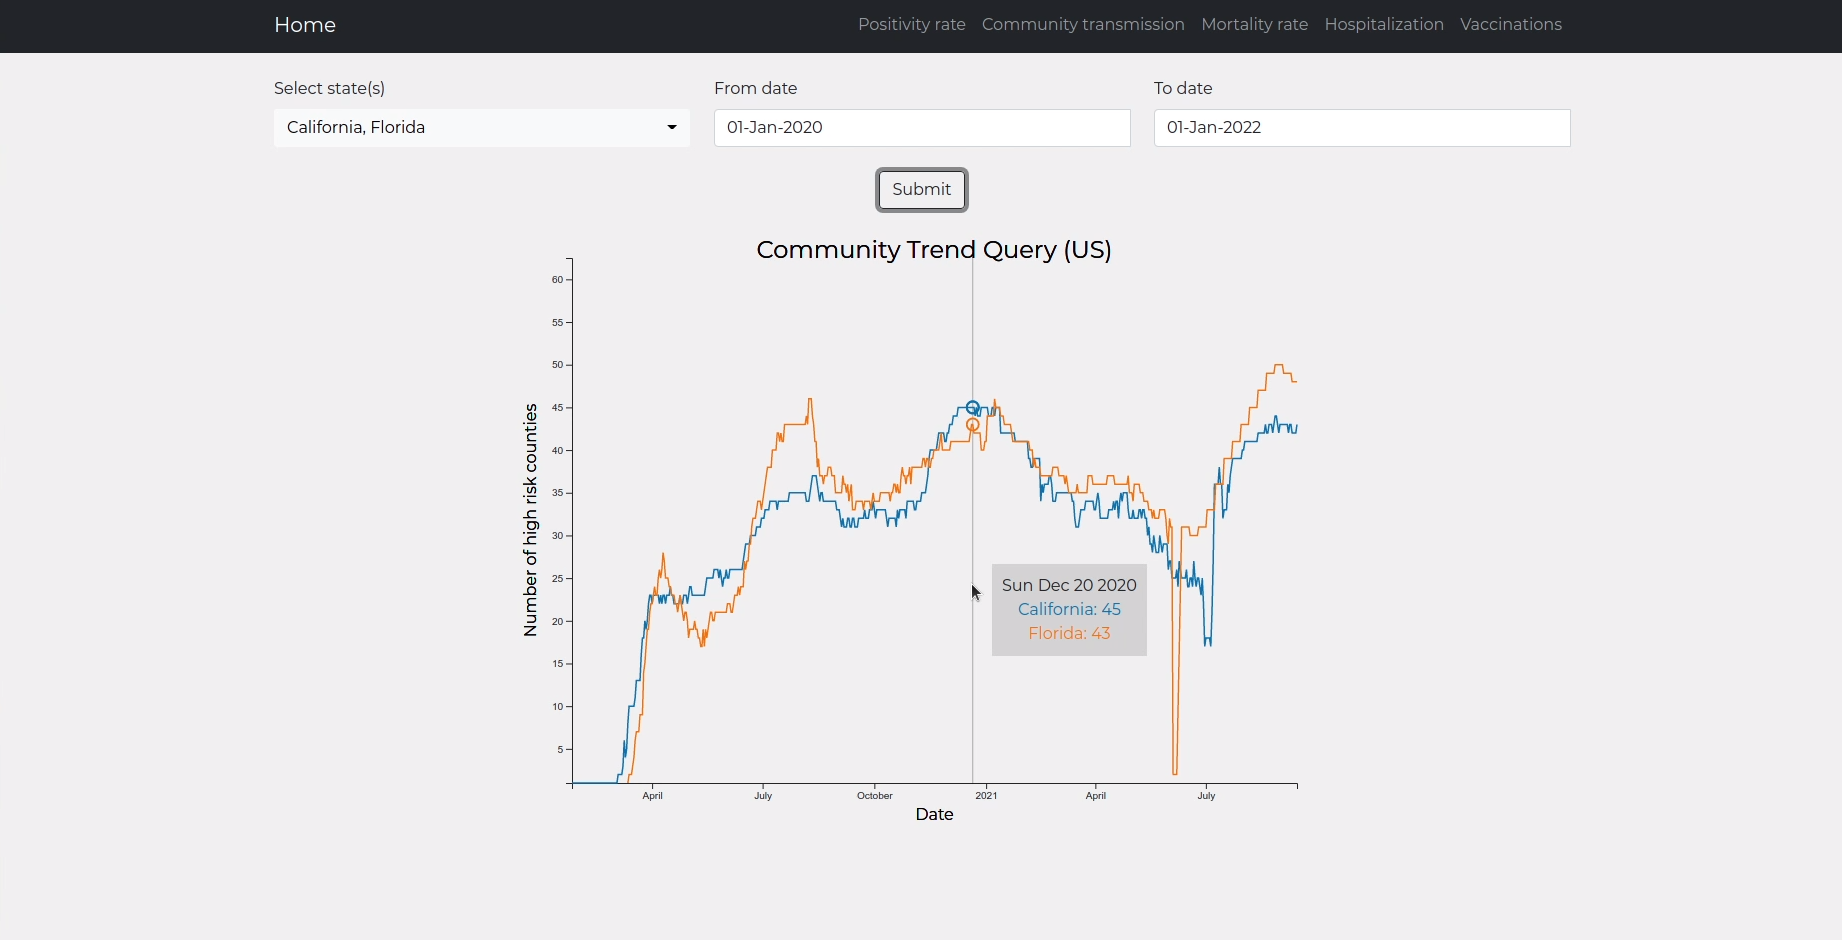 Home
Positivity rate
Community transmission
Mortality rate
Hospitalization
Vaccinations
Select state(s)
From date
To date
California, Florida
01-Jan-2020
01-Jan-2022
Submit
Community Trend Query (US)
60
55
50
45
40
35
30
25
20
15
10
5
Number of high risk counties
Sun Dec 20 2020
California: 45
Florida: 43
April
July
October
2021
April
July
Date